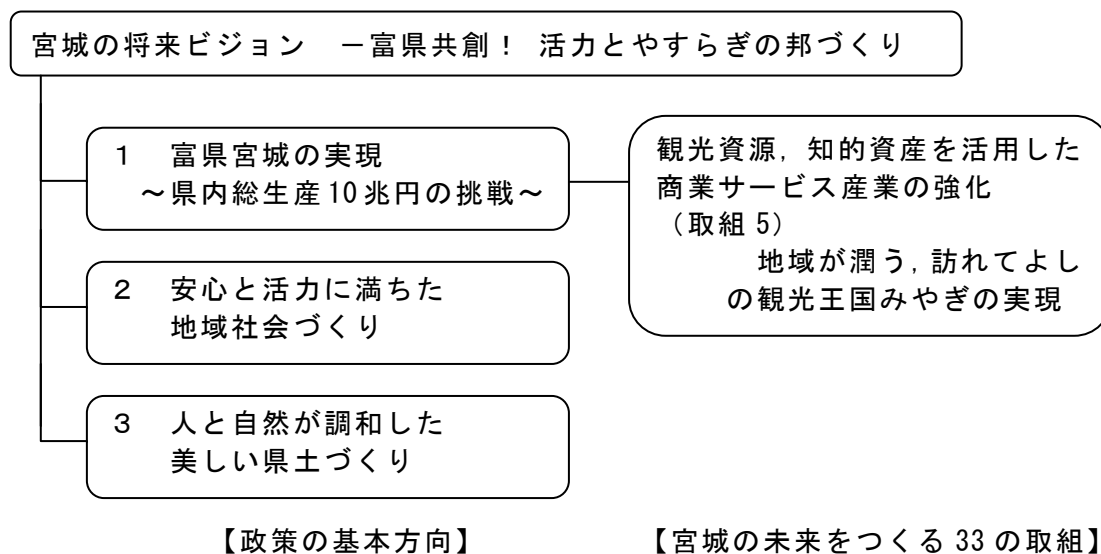 宮城の将来ビジョン －富県共創！ 活力とやすらぎの邦づくり
１ 富県宮城の実現
～県内総生産10兆円の挑戦～
２ 安心と活力に満ちた
地域社会づくり
３ 人と自然が調和した
美しい県土づくり
【政策の基本方向】
観光資源，知的資産を活用した
商業サービス産業の強化
（取組5）
地域が潤う，訪れてよし
の観光王国みやぎの実現
【宮城の未来をつくる33の取組】